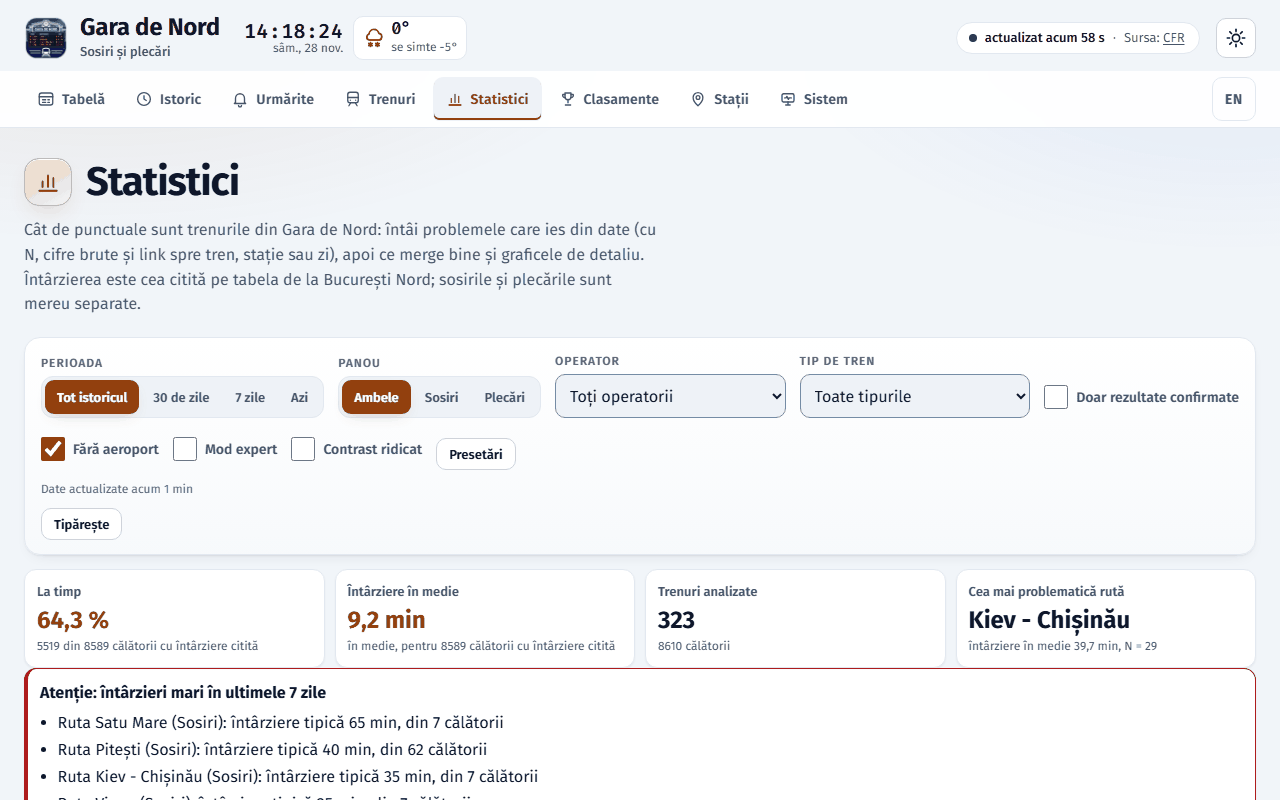 Gara de Nord
Sosiri și plecări
14:18:24
sâm., 28 nov.
0°
se simte -5°
actualizat acum 58 s · Sursa: CFR
Tabelă
Istoric
Urmărite
Trenuri
Statistici
Clasamente
Stații
Sistem
EN
Statistici
Cât de punctuale sunt trenurile din Gara de Nord: întâi problemele care ies din date (cu
N, cifre brute și link spre tren, stație sau zi), apoi ce merge bine și graficele de detaliu.
Întârzierea este cea citită pe tabela de la București Nord; sosirile și plecările sunt
mereu separate.
PERIOADA
Tot istoricul
30 de zile
7 zile
Azi
PANOU
Ambele
Sosiri
Plecări
OPERATOR
Toți operatorii
TIP DE TREN
Toate tipurile
Doar rezultate confirmate
Fără aeroport
Mod expert
Contrast ridicat
Presetări
Date actualizate acum 1 min
Tipărește
La timp
64,3 %
5519 din 8589 călătorii cu întârziere citită
Întârziere în medie
9,2 min
în medie, pentru 8589 călătorii cu întârziere citită
Trenuri analizate
323
8610 călătorii
Cea mai problematică rută
Kiev - Chișinău
întârziere în medie 39,7 min, N = 29
Atenție: întârzieri mari în ultimele 7 zile
Ruta Satu Mare (Sosiri): întârziere tipică 65 min, din 7 călătorii
Ruta Pitești (Sosiri): întârziere tipică 40 min, din 62 călătorii
Ruta Kiev - Chișinău (Sosiri): întârziere tipică 35 min, din 7 călătorii